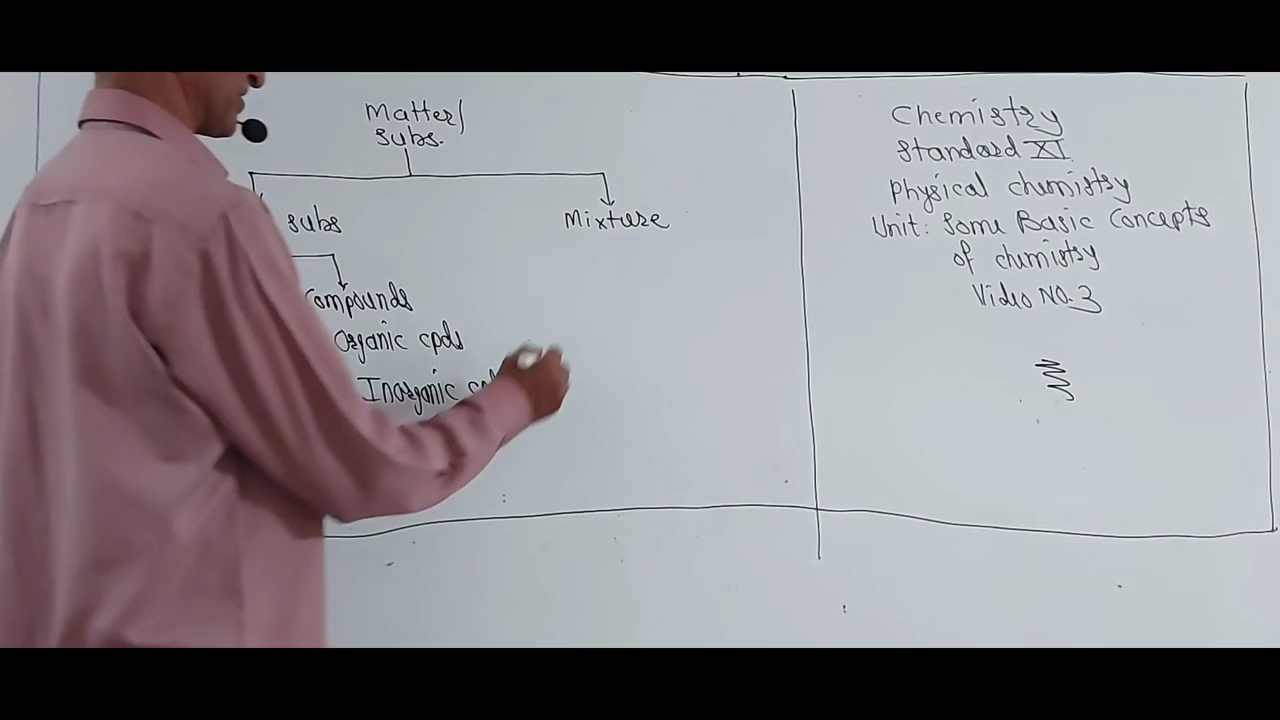 Matter/
Subs.
Subs
Mixture
Compounds
Organic cpds
Inorganic
Chemistry
Standard XI
Physical chemistry
Unit: Some Basic Concepts
of chemistry
Video NO. 3